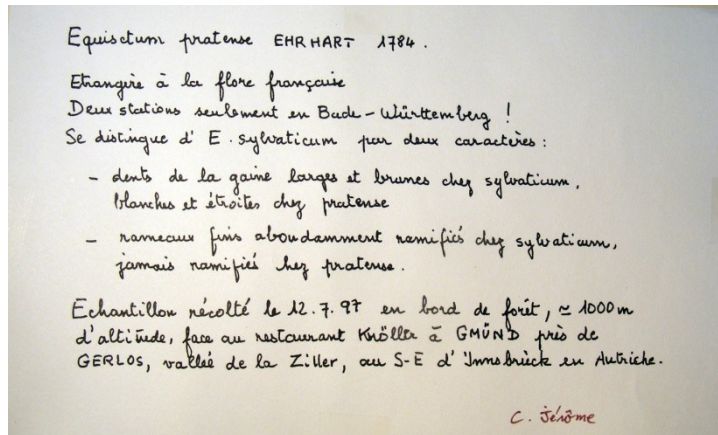 Equisetum pratense EHRHART 1784.
Etrangère à la flore française
Deux stations seulement en Bade-Württemberg !
Se distingue d'E. sylvaticum par deux caractères :
- dents de la gaine larges et brunes chez sylvaticum,
blanches et étroites chez pratense
- rameaux fins abondamment ramifiés chez sylvaticum,
jamais ramifiés chez pratense.
Echantillon récolté le 12.7.97 en bord de forêt, ≃ 1000 m
d'altitude, face au restaurant Knöller à GMÜND près de
GERLOS, vallée de la Ziller, au S-E d'Innsbrück en Autriche.
C. Jérôme